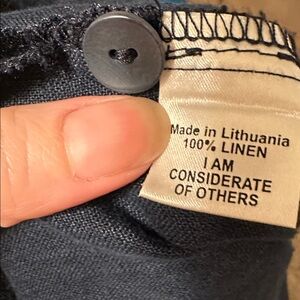 Made in Lithuania
100% LINEN
I AM
CONSIDERATE
OF OTHERS